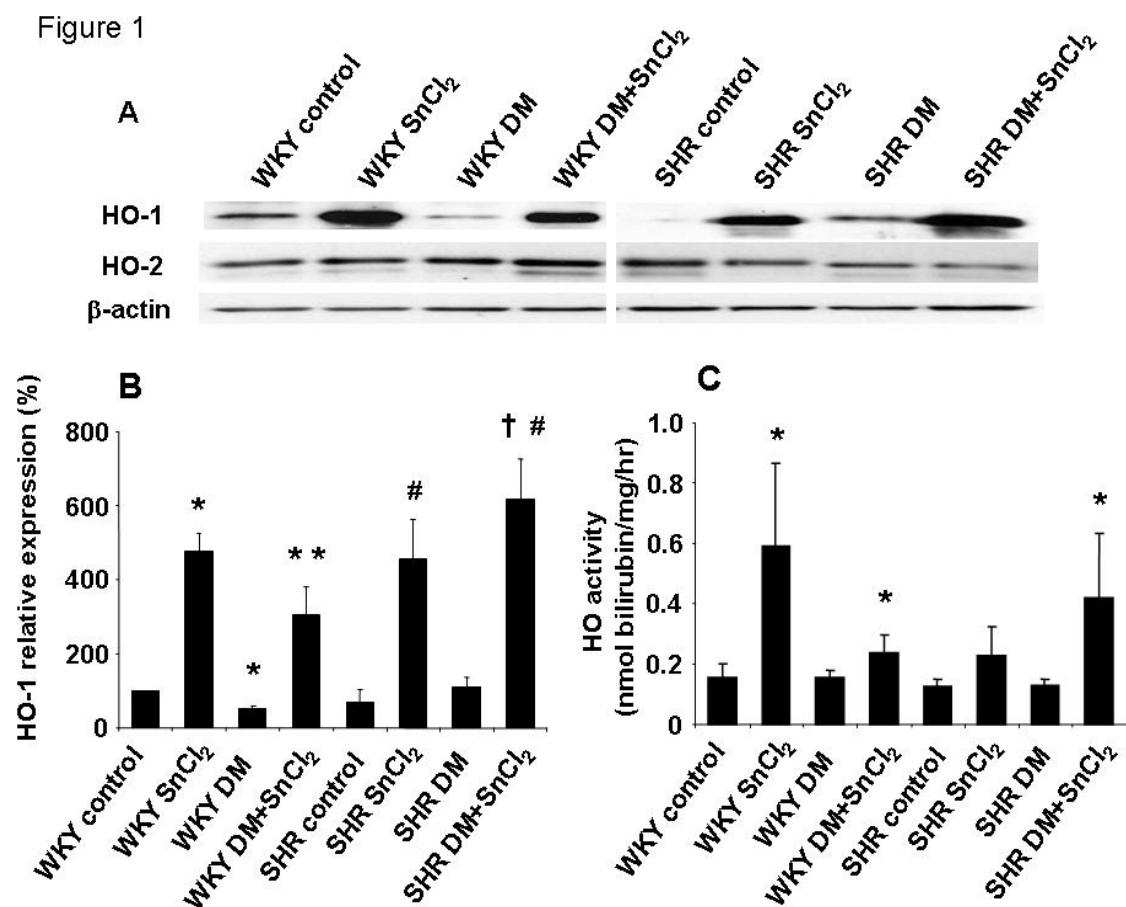 Figure 1
A
WKY control
WKY SnCl₂
WKY DM
WKY DM+SnCl₂
SHR control
SHR SnCl₂
SHR DM
SHR DM+SnCl₂
HO-1
HO-2
β-actin
B
HO-1 relative expression (%)
800
600
400
200
0
*
*
* *
#
† #
WKY control
WKY SnCl₂
WKY DM
WKY DM+SnCl₂
SHR control
SHR SnCl₂
SHR DM
SHR DM+SnCl₂
C
HO activity
(nmol bilirubin/mg/hr)
1.0
0.8
0.6
0.4
0.2
0
*
*
*
WKY control
WKY SnCl₂
WKY DM
WKY DM+SnCl₂
SHR control
SHR SnCl₂
SHR DM
SHR DM+SnCl₂